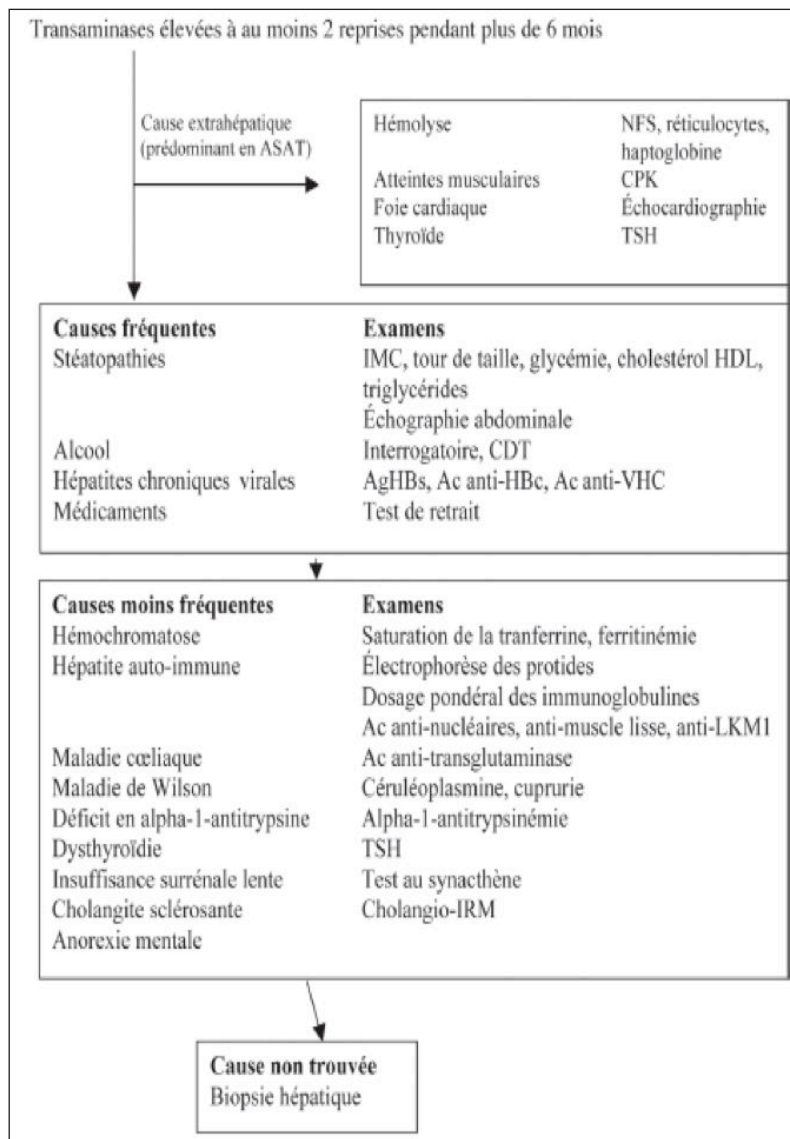 Transaminases élevées à au moins 2 reprises pendant plus de 6 mois
Cause extrahépatique
(prédominant en ASAT)
Hémolyse NFS, réticulocytes,
haptoglobine
Atteintes musculaires CPK
Foie cardiaque Échocardiographie
Thyroïde TSH
Causes fréquentes Examens
Stéatopathies IMC, tour de taille, glycémie, cholestérol HDL,
triglycérides
Échographie abdominale
Alcool Interrogatoire, CDT
Hépatites chroniques virales AgHBs, Ac anti-HBc, Ac anti-VHC
Médicaments Test de retrait
Causes moins fréquentes Examens
Hémochromatose Saturation de la tranferrine, ferritinémie
Hépatite auto-immune Électrophorèse des protides
Dosage pondéral des immunoglobulines
Ac anti-nucléaires, anti-muscle lisse, anti-LKM1
Maladie cœliaque Ac anti-transglutaminase
Maladie de Wilson Céruléoplasmine, cuprurie
Déficit en alpha-1-antitrypsine Alpha-1-antitrypsinémie
Dysthyroïdie TSH
Insuffisance surrénale lente Test au synacthène
Cholangite sclérosante Cholangio-IRM
Anorexie mentale
Cause non trouvée
Biopsie hépatique